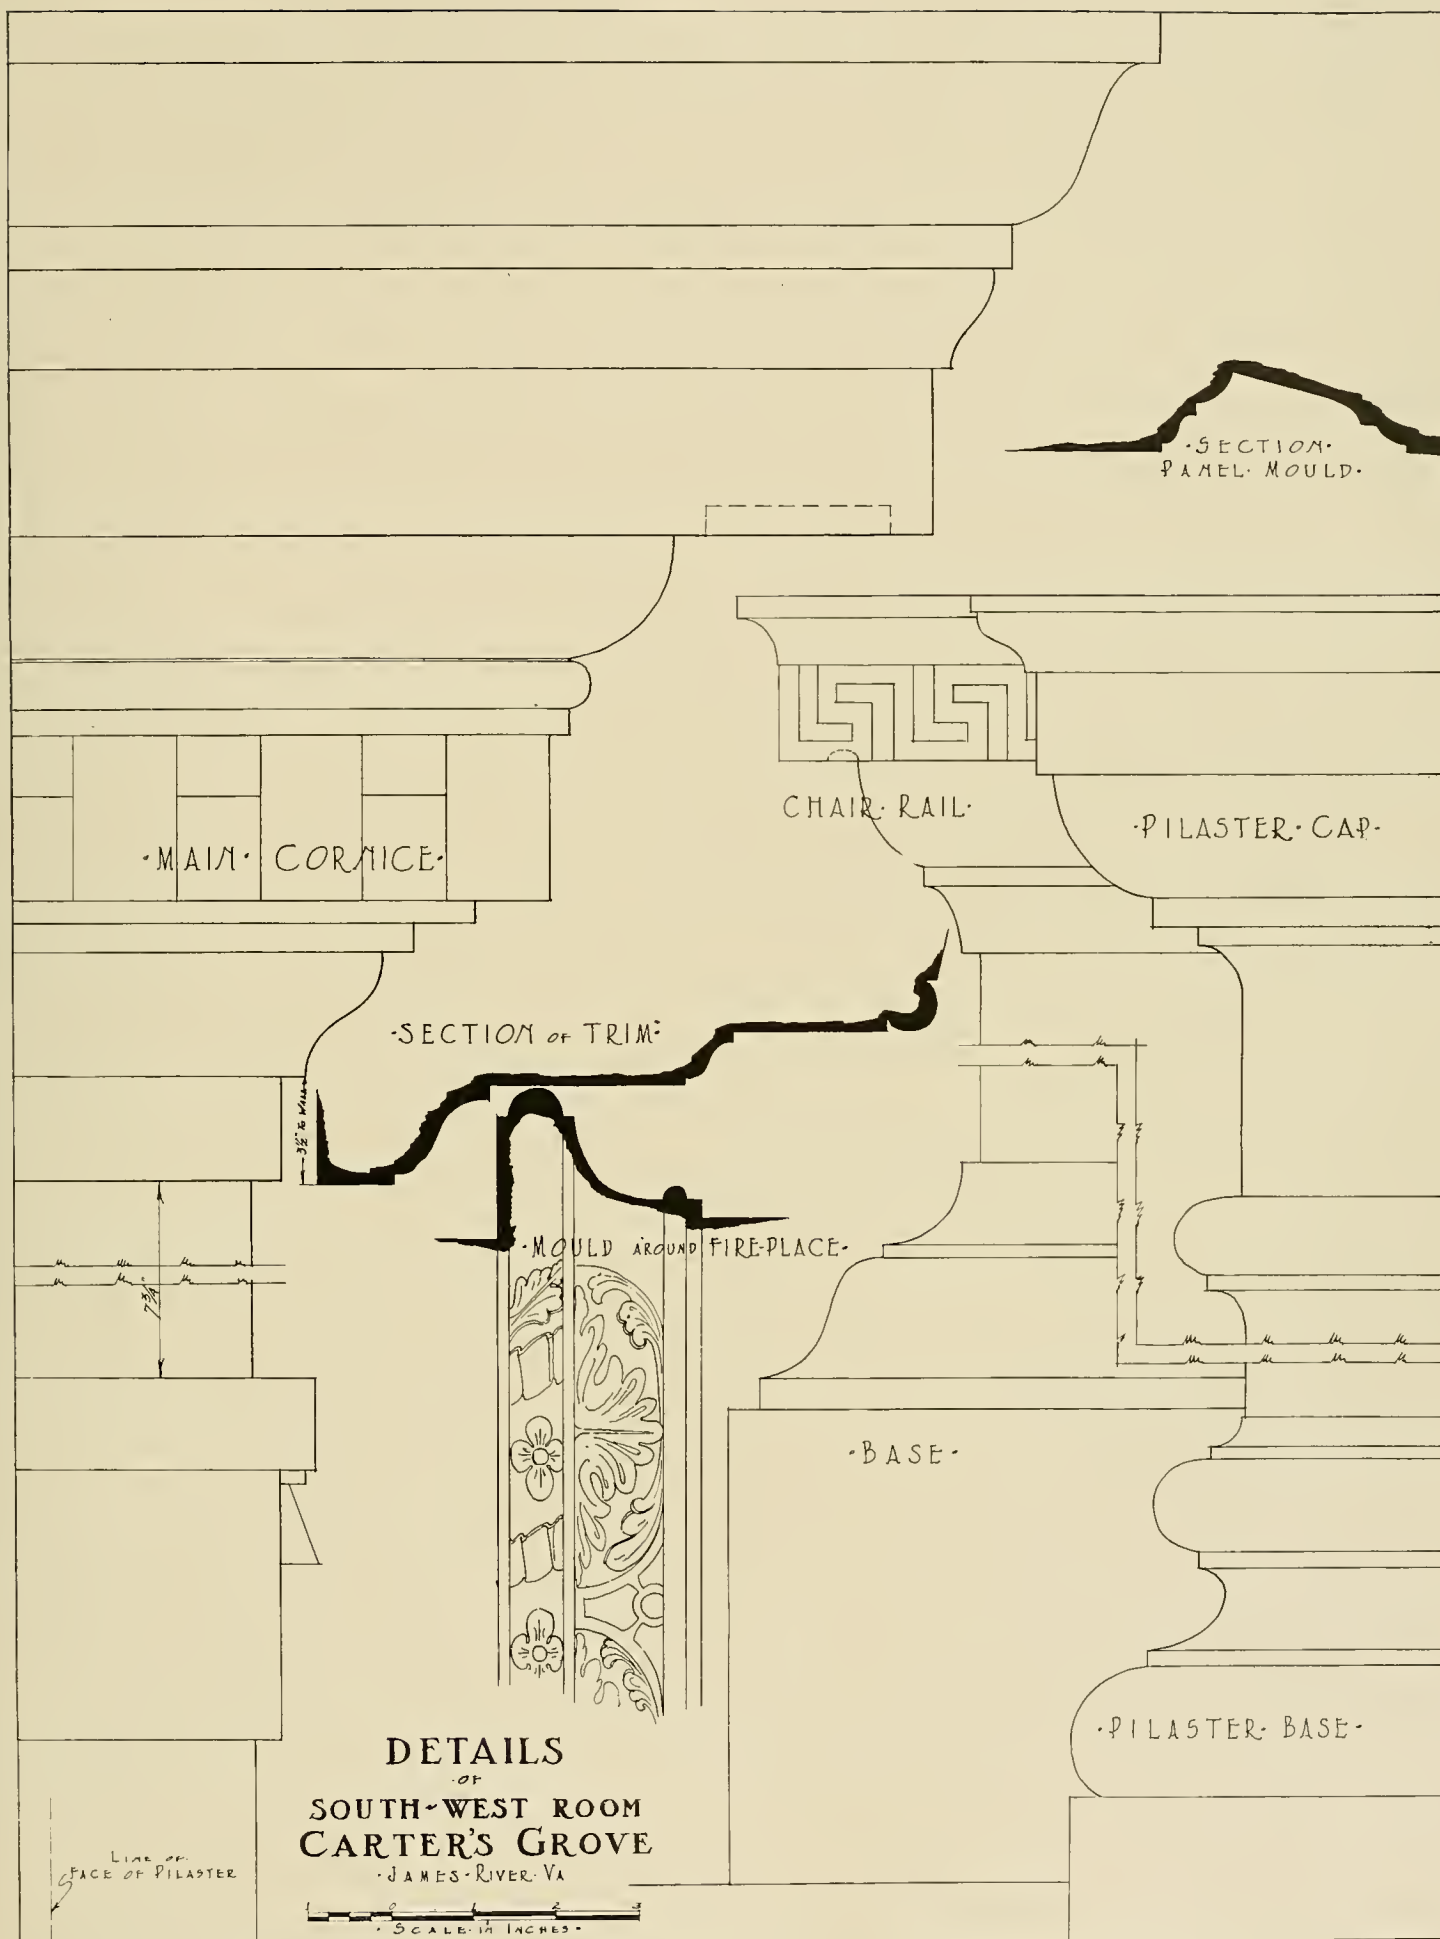 ·SECTION·
PANEL· MOULD·
CHAIR· RAIL·
·PILASTER· CAP·
·MAIN· CORNICE·
·SECTION OF TRIM·
3½" TO WALL
·MOULD AROUND FIRE-PLACE·
7¾"
·BASE·
·PILASTER· BASE·
DETAILS
·OF·
SOUTH-WEST ROOM
CARTER'S GROVE
·JAMES·RIVER·VA
LINE OF
FACE OF PILASTER
1 0 1 2 3
·SCALE·IN INCHES·